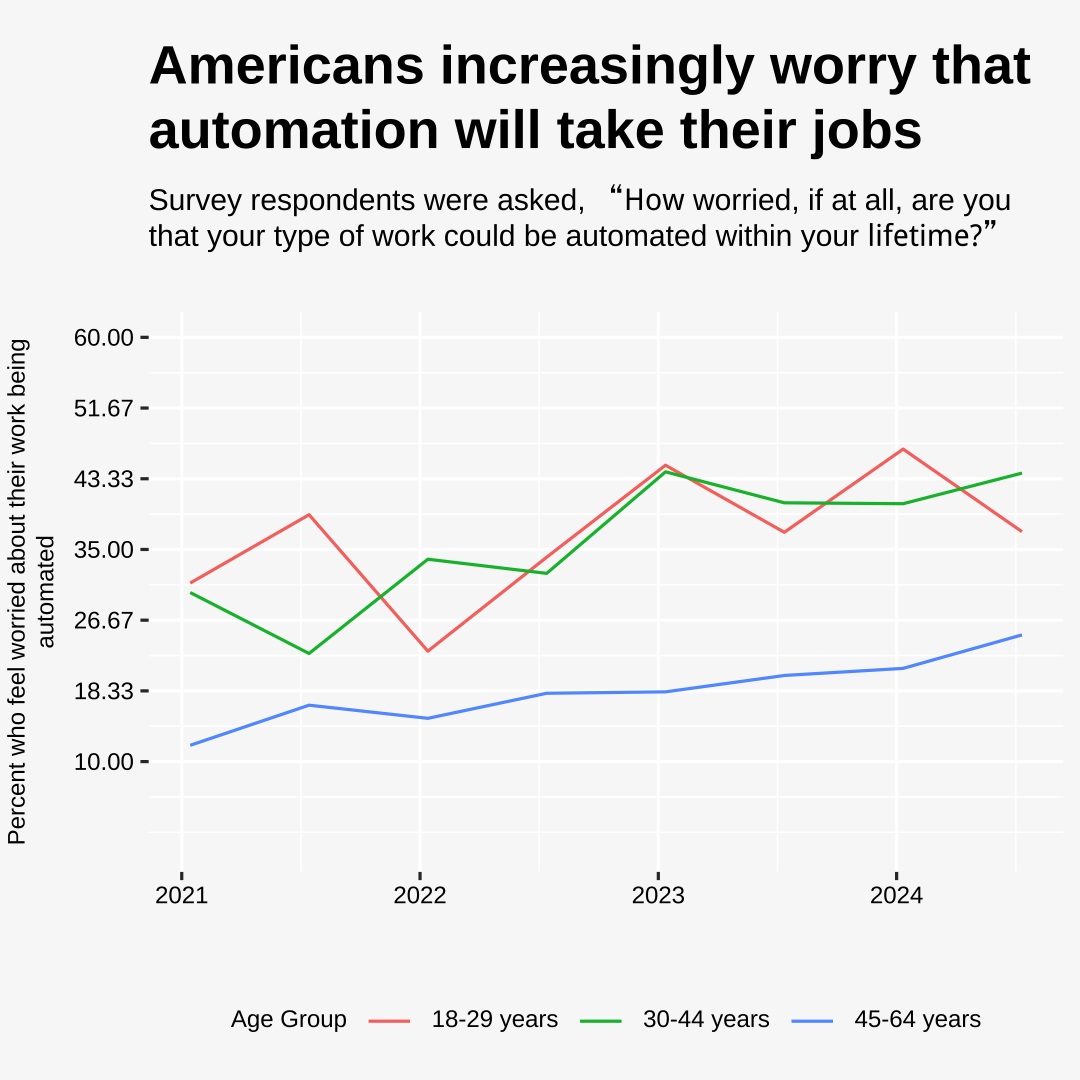 Americans increasingly worry that
automation will take their jobs
Survey respondents were asked, “How worried, if at all, are you
that your type of work could be automated within your lifetime?”
Percent who feel worried about their work being
automated
60.00
51.67
43.33
35.00
26.67
18.33
10.00
2021 2022 2023 2024
Age Group 18-29 years 30-44 years 45-64 years